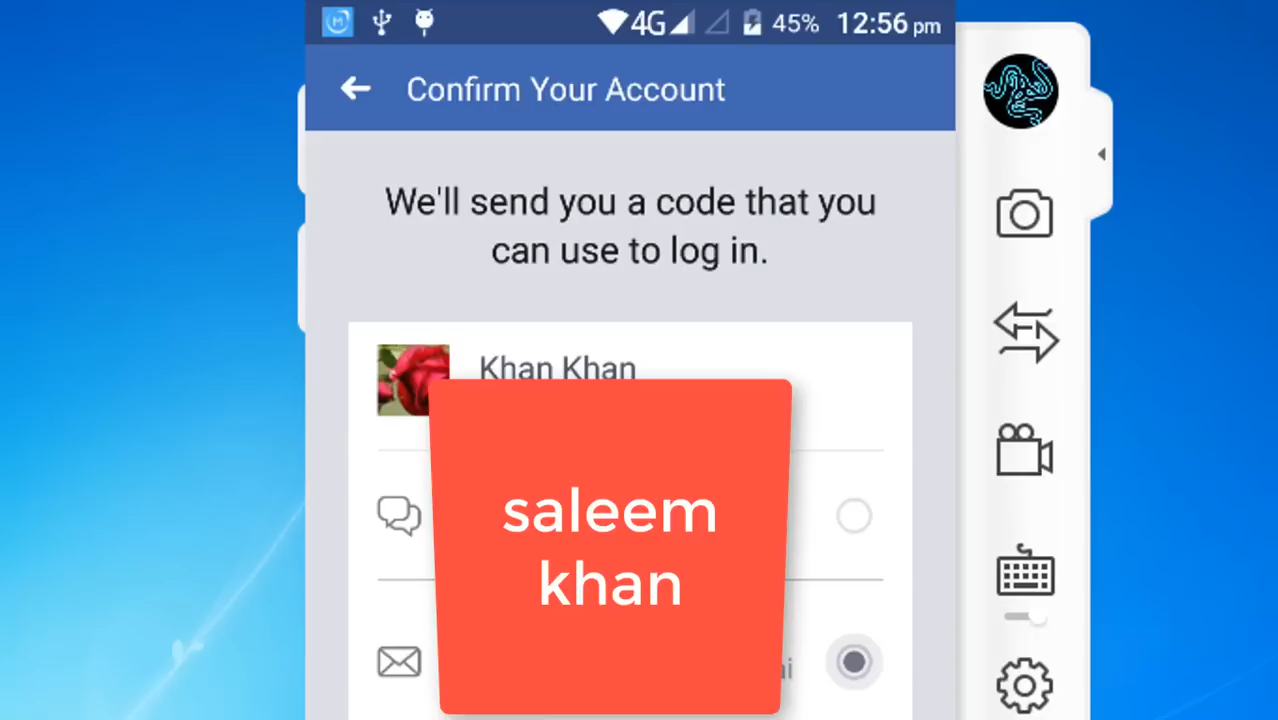 4G 45% 12:56 pm
Confirm Your Account
We'll send you a code that you
can use to log in.
Khan Khan
saleem
khan